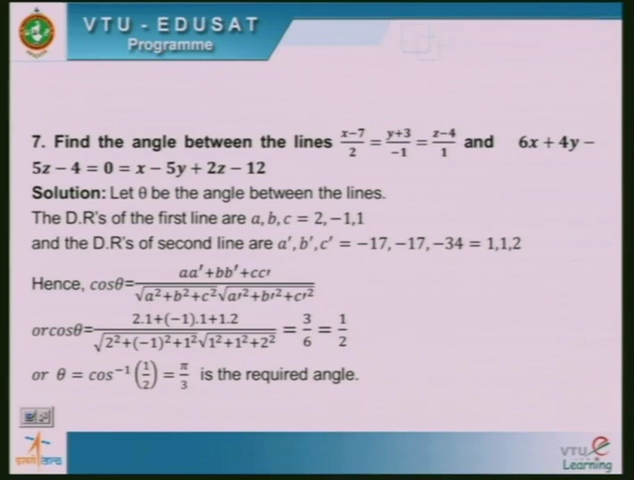 VTU - EDUSAT
Programme
7. Find the angle between the lines (x−7)/2 = (y+3)/−1 = (z−4)/1 and 6x + 4y −
5z − 4 = 0 = x − 5y + 2z − 12
Solution: Let θ be the angle between the lines.
The D.R's of the first line are a, b, c = 2, −1,1
and the D.R's of second line are a′, b′, c′ = −17, −17, −34 = 1,1,2
Hence, cosθ= (aa′+bb′+cc′)/(√a²+b²+c²√a′²+b′²+c′²)
orcosθ= (2.1+(−1).1+1.2)/(√2²+(−1)²+1²√1²+1²+2²) = 3/6 = 1/2
or θ = cos⁻¹(1/2) = π/3 is the required angle.
VTU e
Learning